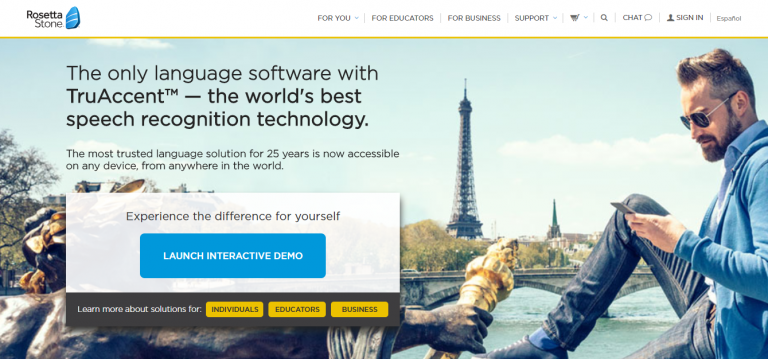 Rosetta
Stone
FOR YOU
FOR EDUCATORS
FOR BUSINESS
SUPPORT
CHAT
SIGN IN
Español
The only language software with
TruAccent™ — the world's best
speech recognition technology.
The most trusted language solution for 25 years is now accessible
on any device, from anywhere in the world.
Experience the difference for yourself
LAUNCH INTERACTIVE DEMO
Learn more about solutions for: INDIVIDUALS EDUCATORS BUSINESS